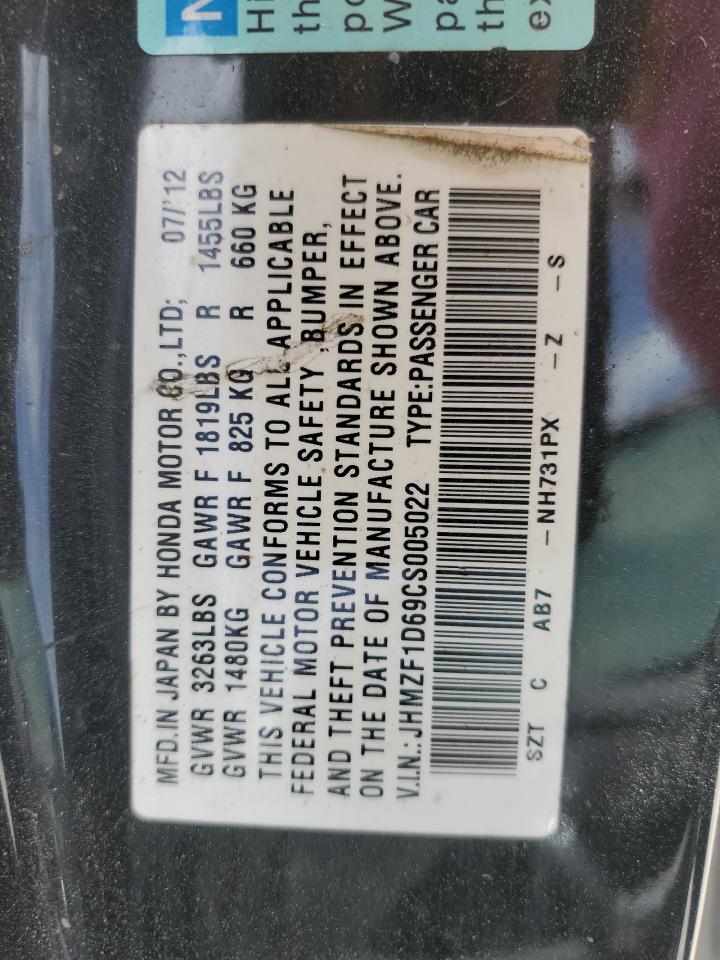 MFD.IN JAPAN BY HONDA MOTOR CO.,LTD; 07/'12
GVWR 3263LBS GAWR F 1819LBS R 1455LBS
GVWR 1480KG GAWR F 825 KG R 660 KG
THIS VEHICLE CONFORMS TO ALL APPLICABLE
FEDERAL MOTOR VEHICLE SAFETY, BUMPER,
AND THEFT PREVENTION STANDARDS IN EFFECT
ON THE DATE OF MANUFACTURE SHOWN ABOVE.
V.I.N.: JHMZF1D69CS005022 TYPE:PASSENGER CAR
SZT C AB7 -NH731PX -Z -S